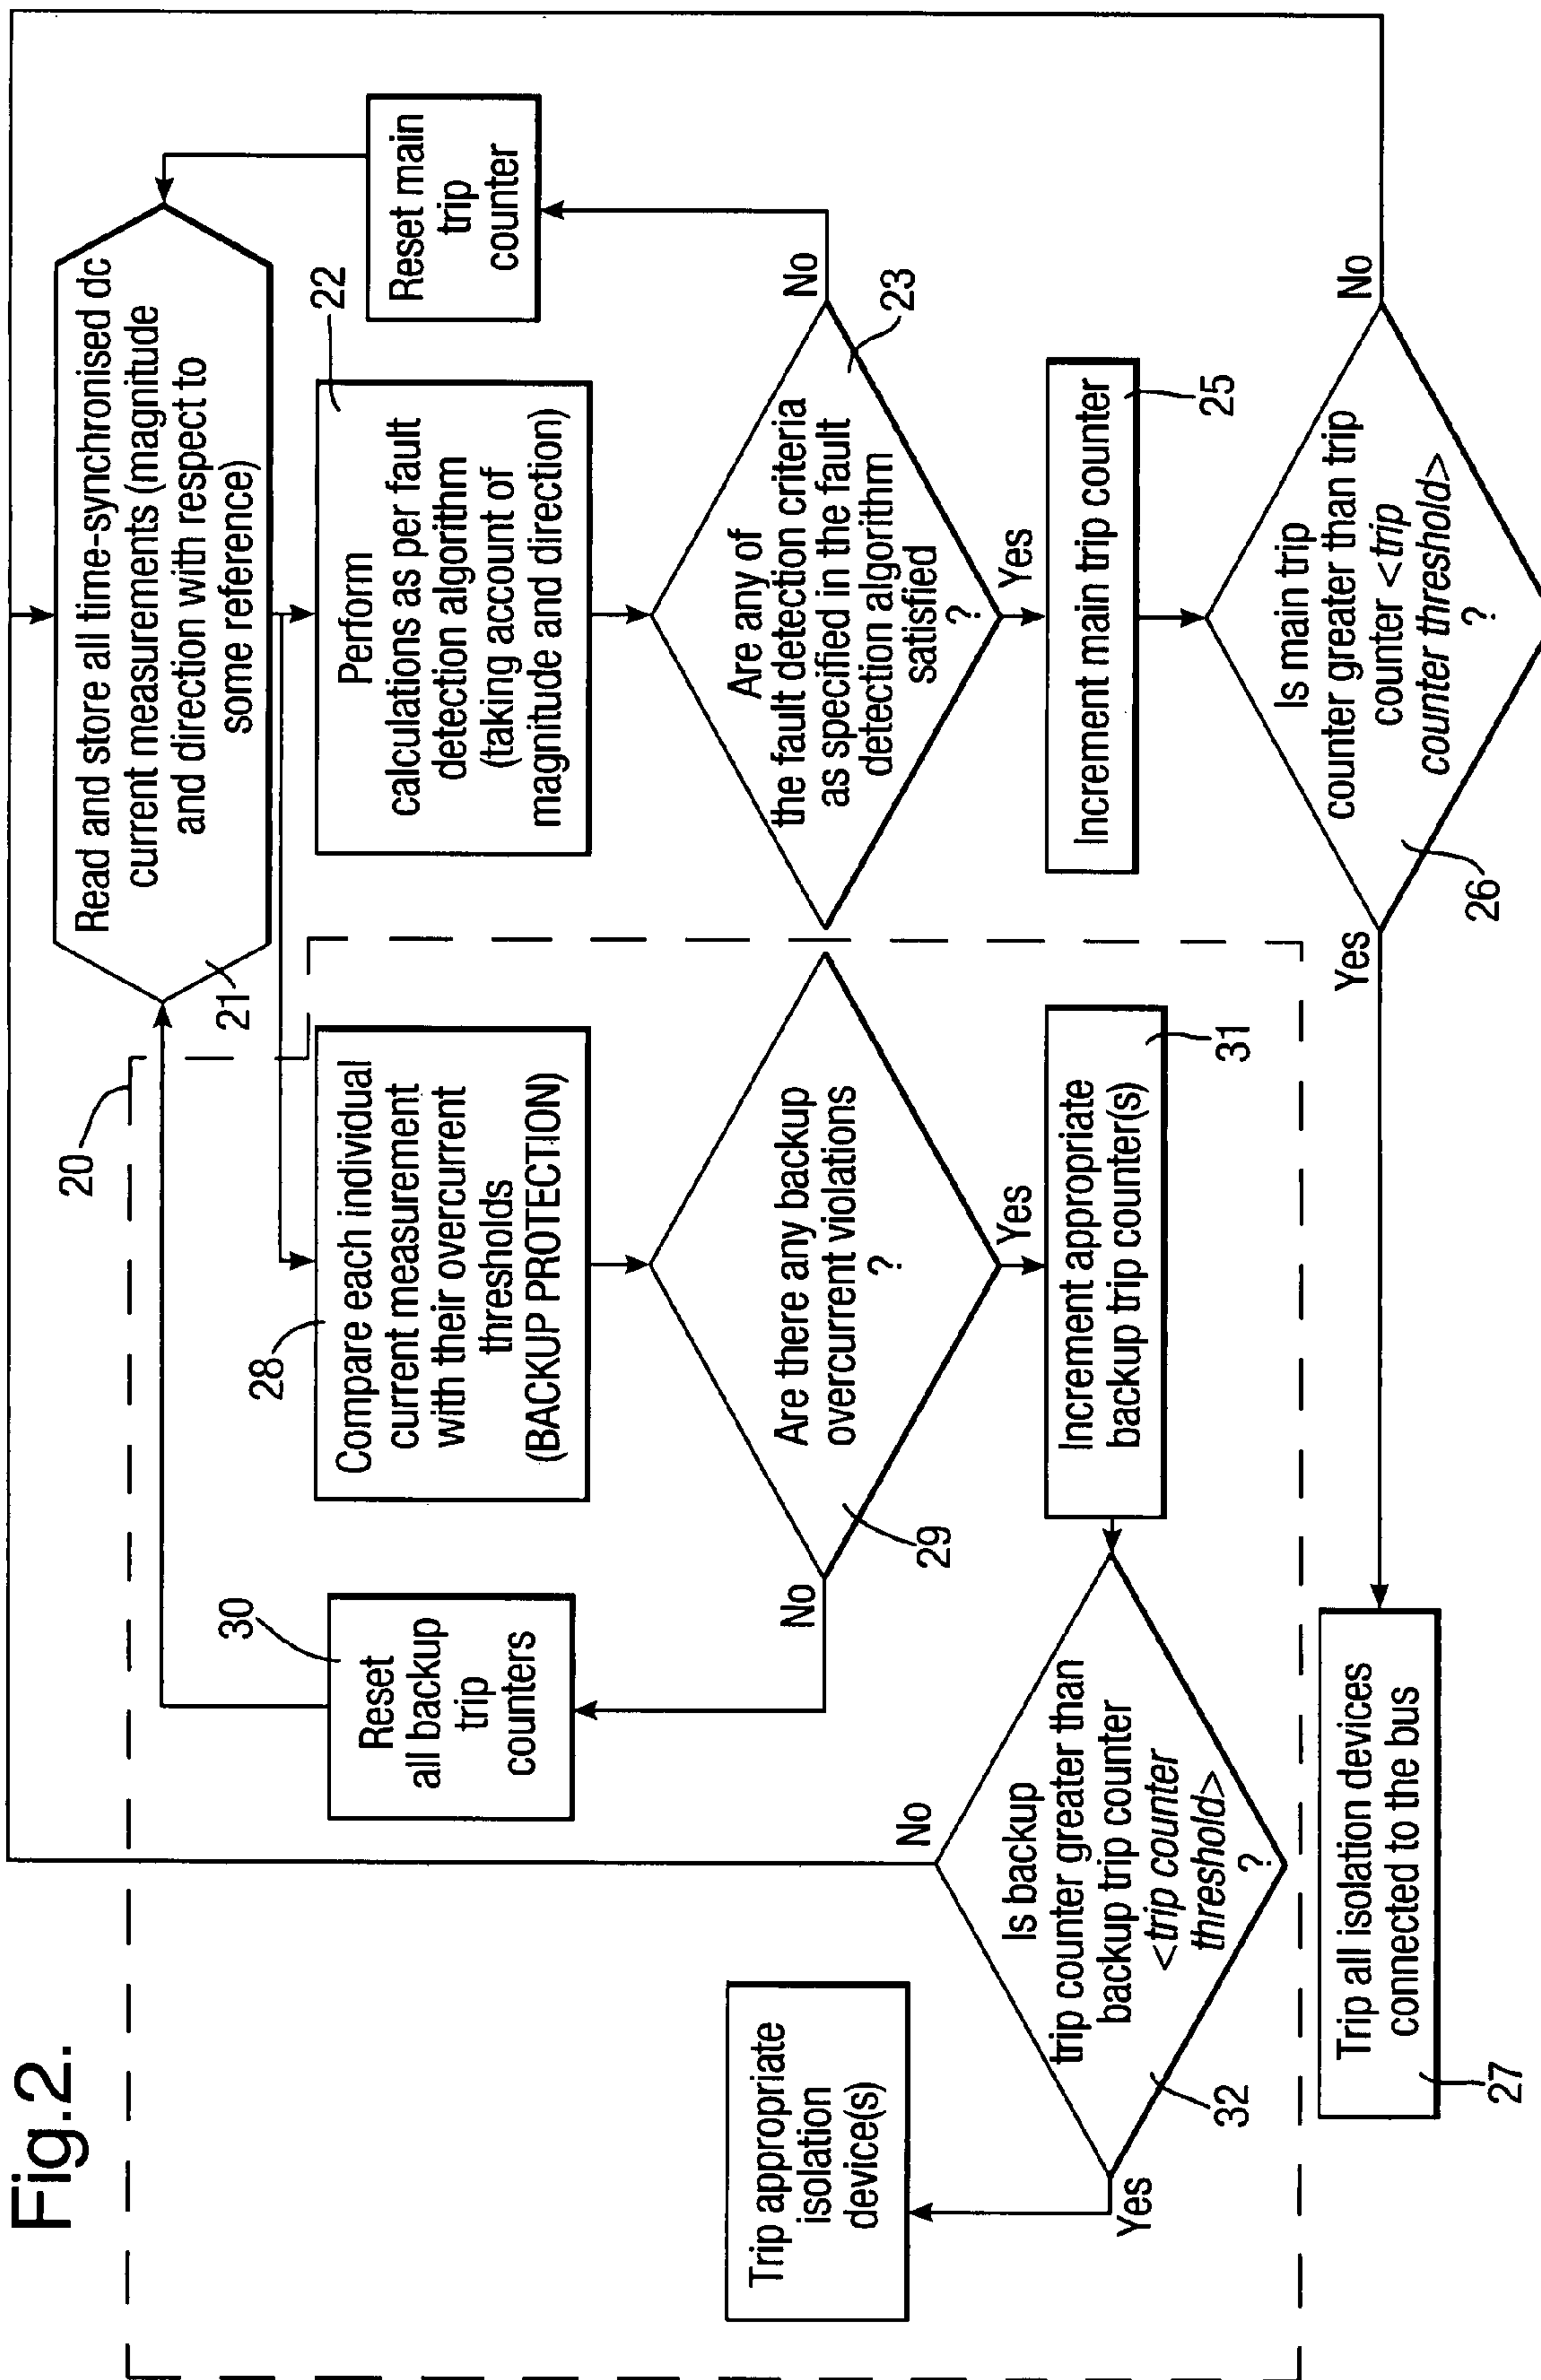 Fig.2.
20
Read and store all time-synchronised dc
current measurements (magnitude
and direction with respect to
some reference)
21
Reset main
trip
counter
22
Perform
calculations as per fault
detection algorithm
(taking account of
magnitude and direction)
Are any of
the fault detection criteria
as specified in the fault
detection algorithm
satisfied
?
23
No
Yes
Increment main trip counter
25
Is main trip
counter greater than trip
counter <trip
counter threshold>
?
26
No
Yes
28
Compare each individual
current measurement
with their overcurrent
thresholds
(BACKUP PROTECTION)
Are there any backup
overcurrent violations
?
29
No
Yes
30
Reset
all backup
trip
counters
Increment appropriate
backup trip counter(s)
31
Is backup
trip counter greater than
backup trip counter
<trip counter
threshold>
?
32
No
Yes
Trip appropriate
isolation
device(s)
Trip all isolation devices
connected to the bus
27